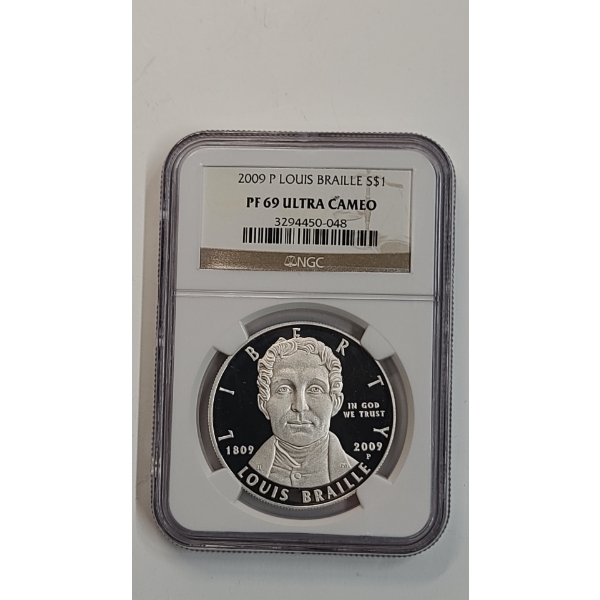 2009 P LOUIS BRAILLE S$1
PF 69 ULTRA CAMEO
3294450-048
NGC
LIBERTY
IN GOD
WE TRUST
1809
2009
P
LOUIS BRAILLE